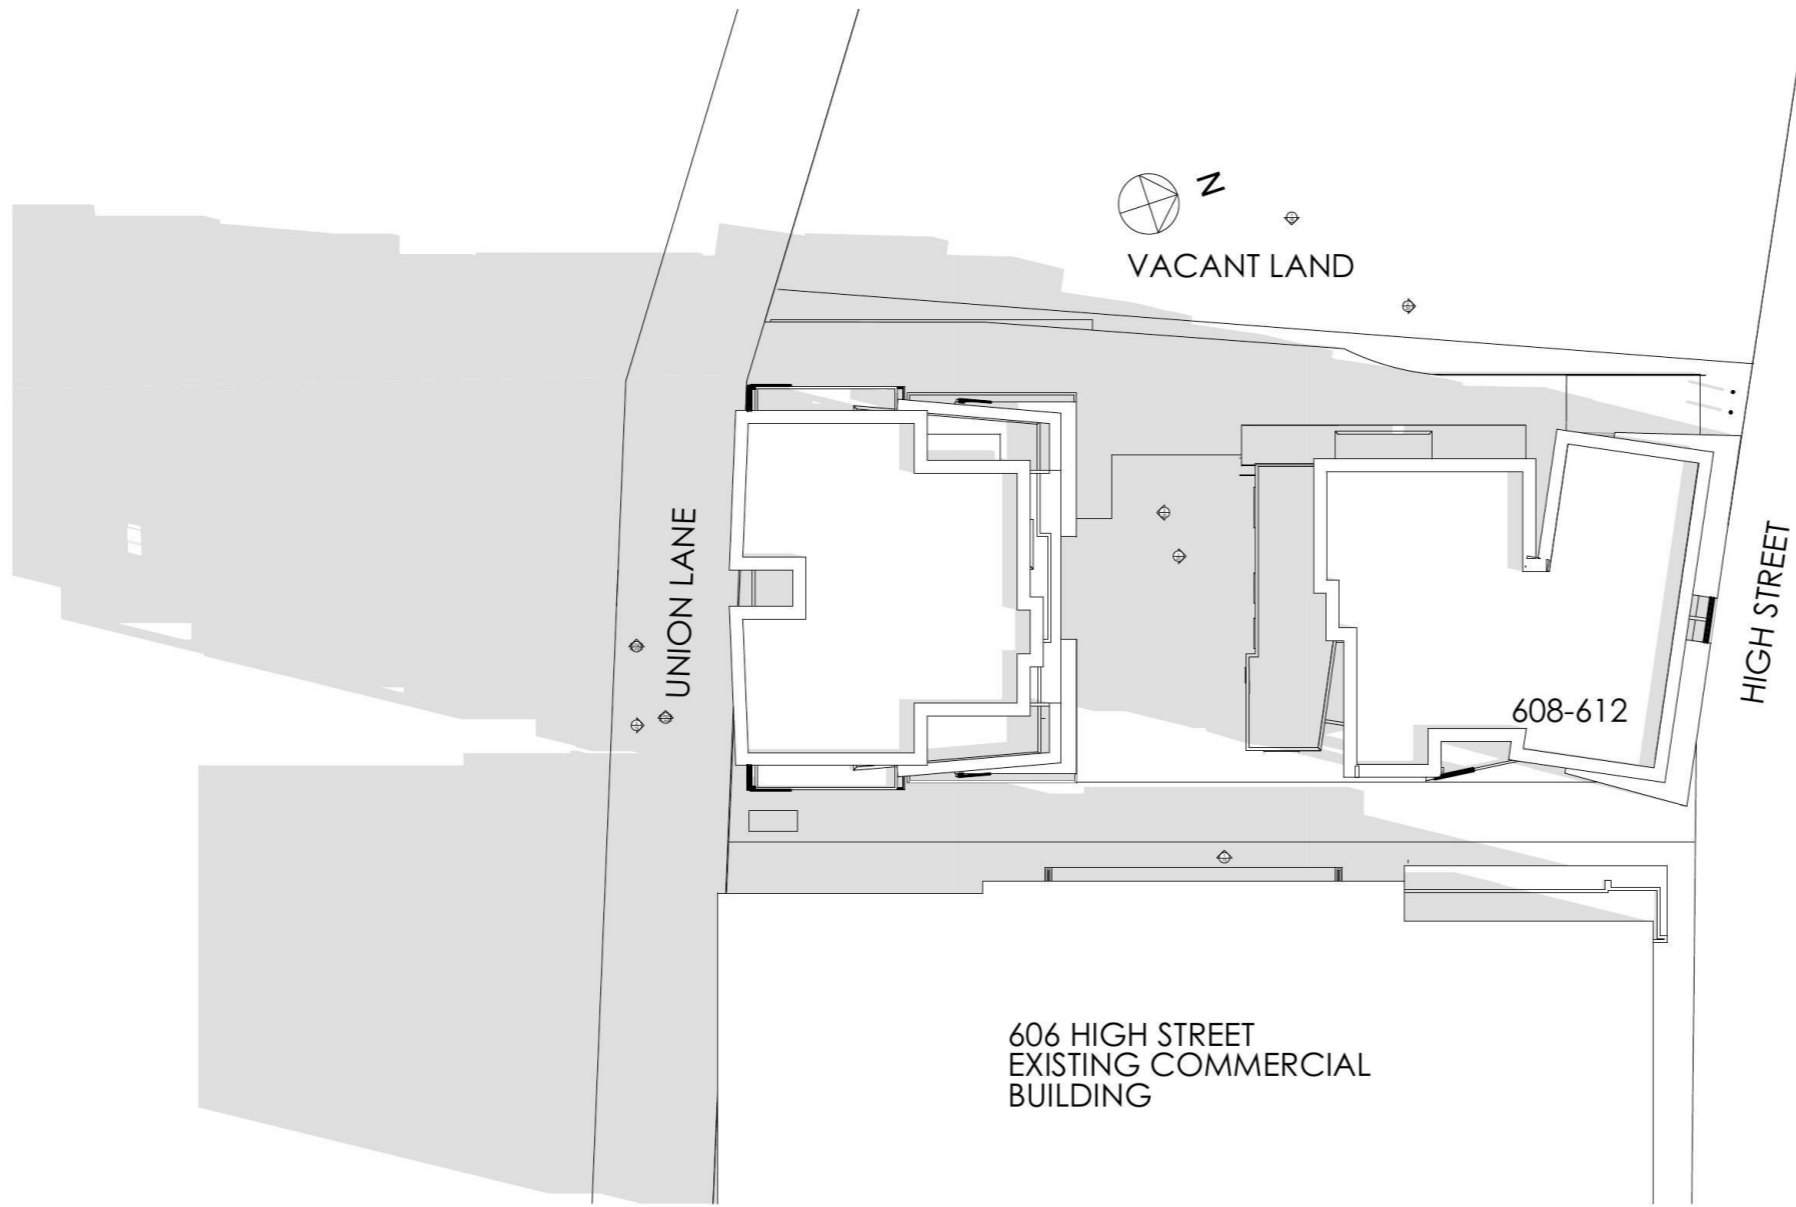 N
VACANT LAND
UNION LANE
HIGH STREET
608-612
606 HIGH STREET
EXISTING COMMERCIAL
BUILDING